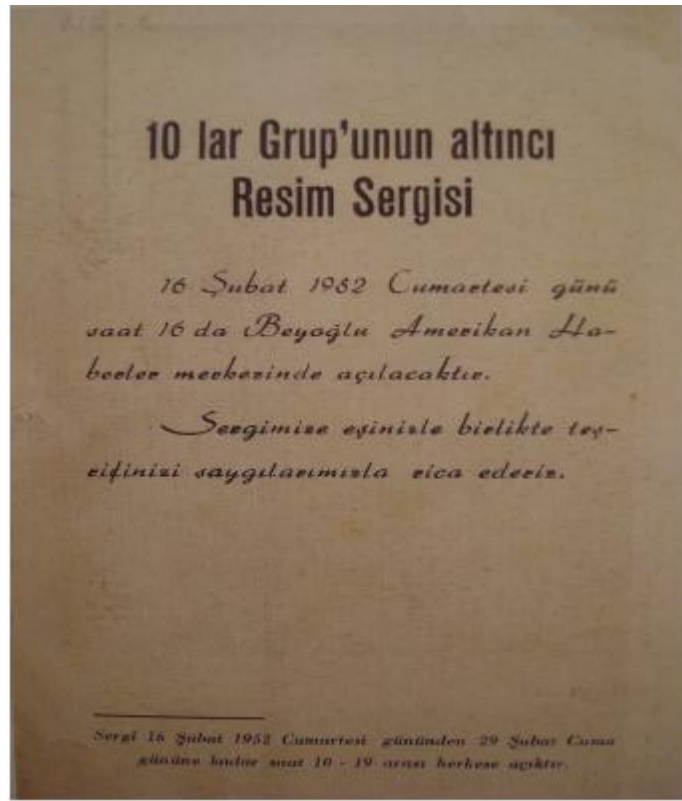 10 lar Grup'unun altıncı
Resim Sergisi
16 Şubat 1952 Cumartesi günü
saat 16 da Beyoğlu Amerikan Ha-
berler merkezinde açılacaktır.
Sergimize eşinizle birlikte teş-
rifinizi saygılarımızla rica ederiz.
Sergi 16 Şubat 1952 Cumartesi gününden 29 Şubat Cuma
gününe kadar saat 10 - 19 arası herkese açıktır.